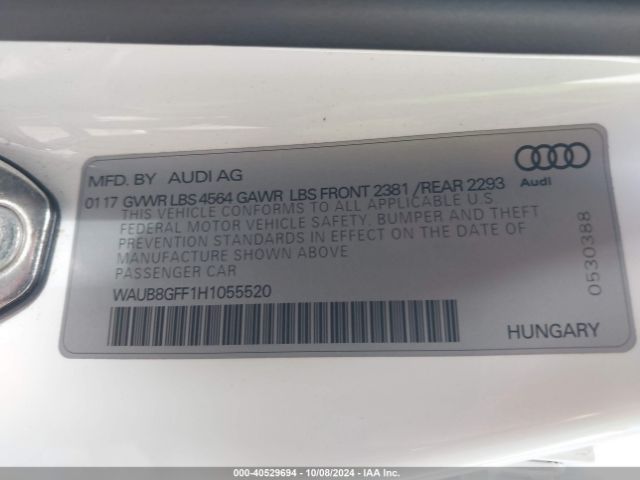 MFD. BY AUDI AG
01 17 GVWR LBS 4564 GAWR LBS FRONT 2381 /REAR 2293
THIS VEHICLE CONFORMS TO ALL APPLICABLE U.S
FEDERAL MOTOR VEHICLE SAFETY, BUMPER AND THEFT
PREVENTION STANDARDS IN EFFECT ON THE DATE OF
MANUFACTURE SHOWN ABOVE
PASSENGER CAR
WAUB8GFF1H1055520
Audi
0530388
HUNGARY
000-40529694 - 10/08/2024 - IAA Inc.